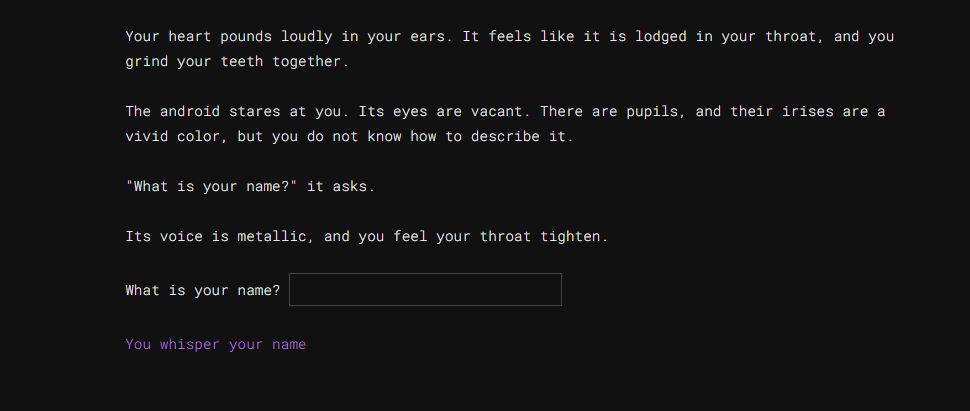 Your heart pounds loudly in your ears. It feels like it is lodged in your throat, and you
grind your teeth together.
The android stares at you. Its eyes are vacant. There are pupils, and their irises are a
vivid color, but you do not know how to describe it.
"What is your name?" it asks.
Its voice is metallic, and you feel your throat tighten.
What is your name?
You whisper your name